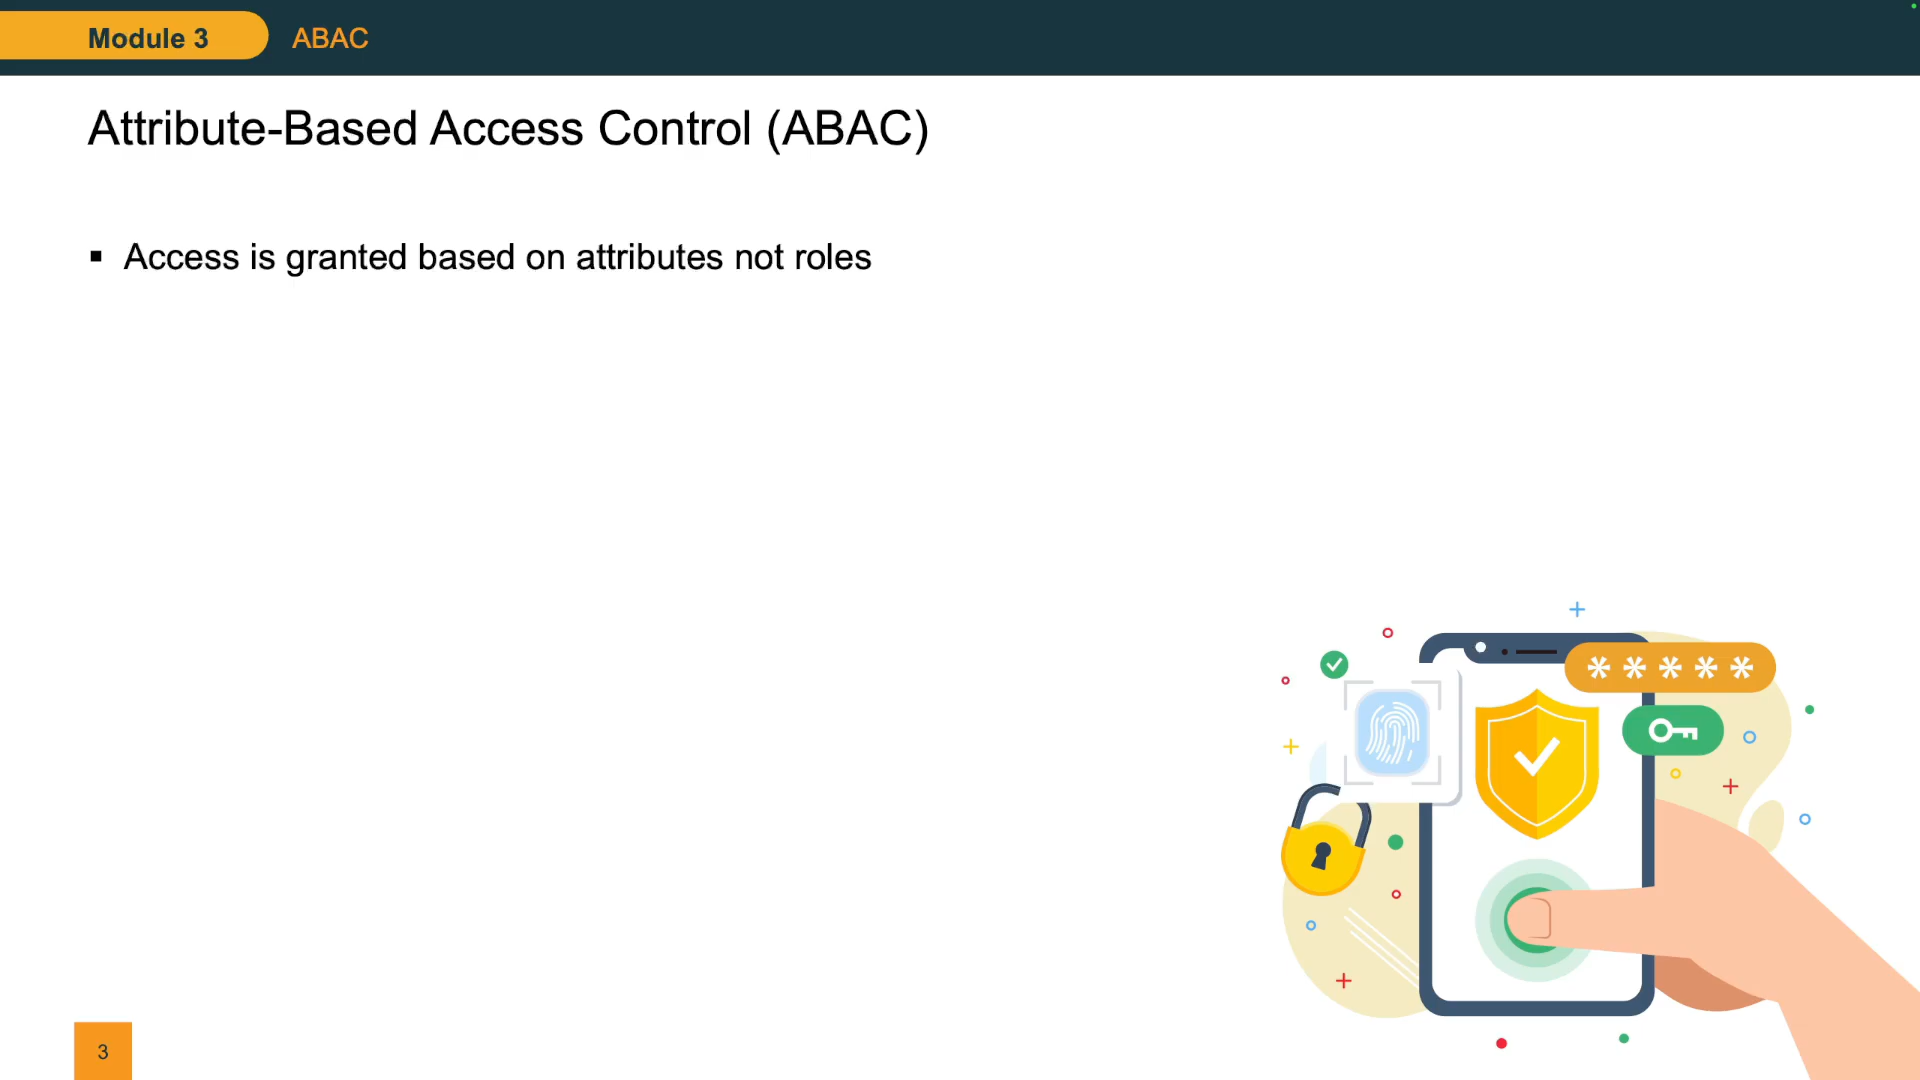 Module 3
ABAC
Attribute-Based Access Control (ABAC)
▪ Access is granted based on attributes not roles
*****
3